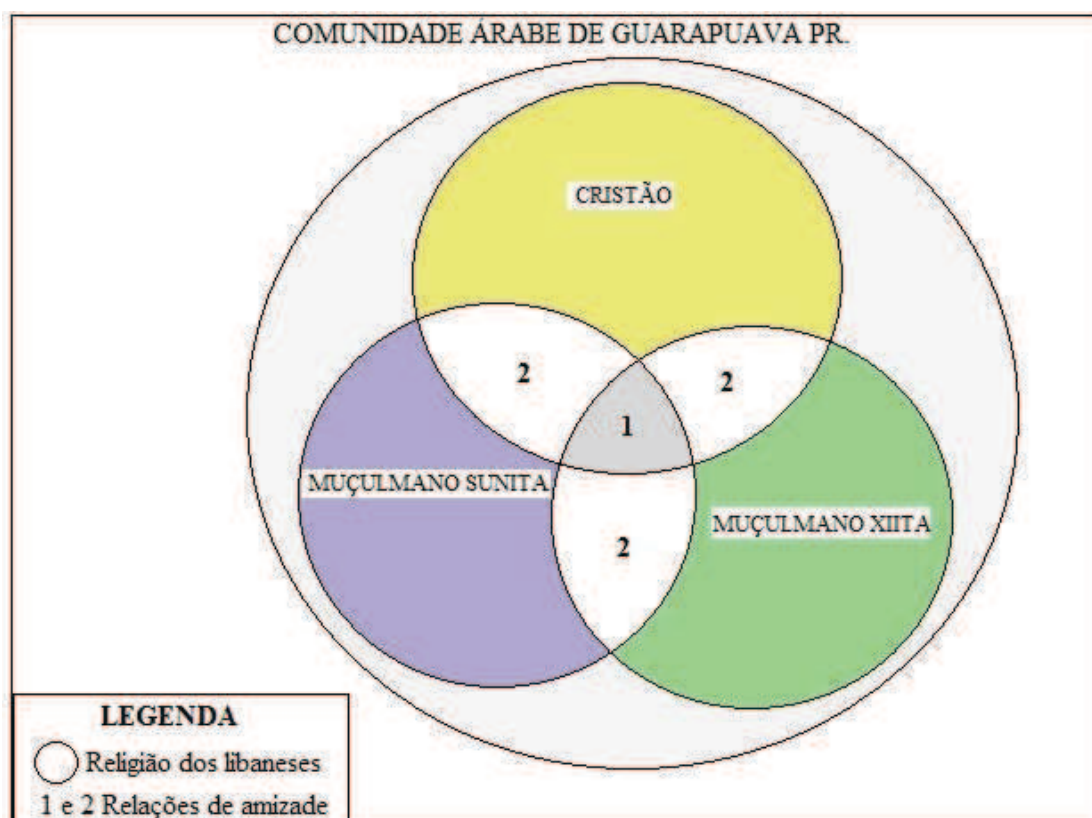 COMUNIDADE ÁRABE DE GUARAPUAVA PR.
CRISTÃO
2
2
1
MUÇULMANO SUNITA
MUÇULMANO XIITA
2
LEGENDA
Religião dos libaneses
1 e 2 Relações de amizade